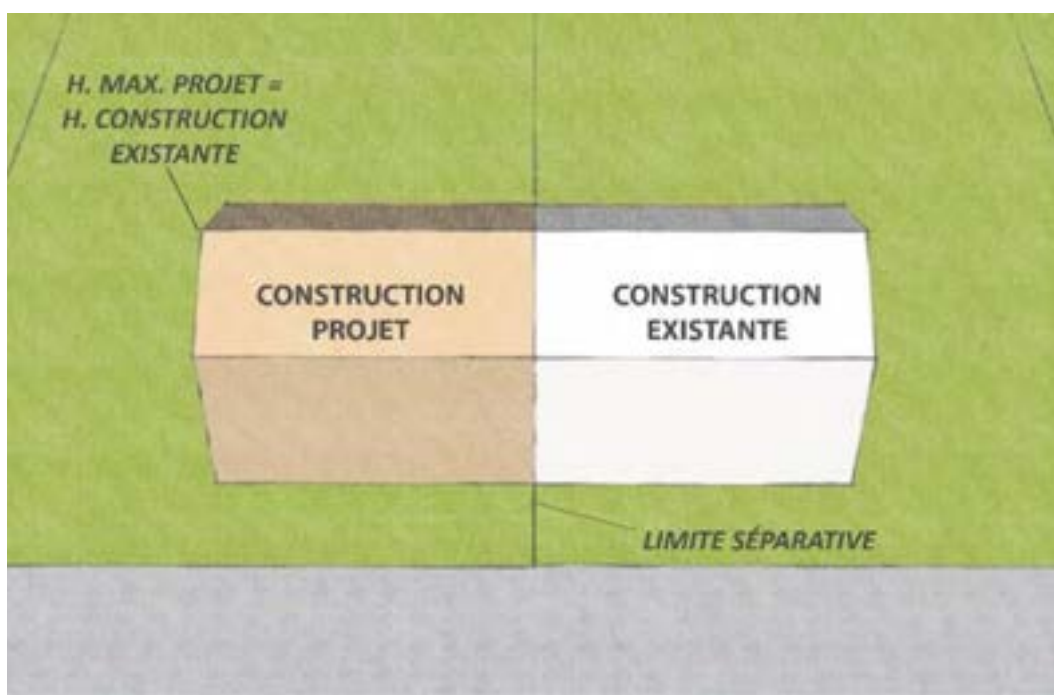 H. MAX. PROJET =
H. CONSTRUCTION
EXISTANTE
CONSTRUCTION
PROJET
CONSTRUCTION
EXISTANTE
LIMITE SÉPARATIVE